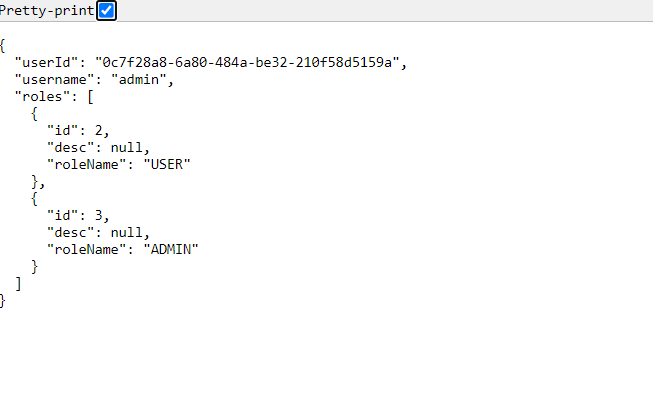 Pretty-print
{
  "userId": "0c7f28a8-6a80-484a-be32-210f58d5159a",
  "username": "admin",
  "roles": [
    {
      "id": 2,
      "desc": null,
      "roleName": "USER"
    },
    {
      "id": 3,
      "desc": null,
      "roleName": "ADMIN"
    }
  ]
}